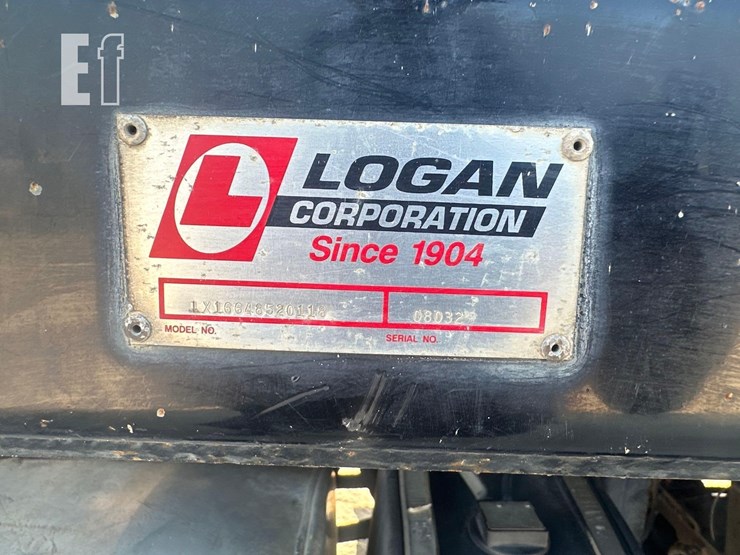 Ef
L
LOGAN
CORPORATION
Since 1904
MODEL NO.
SERIAL NO.